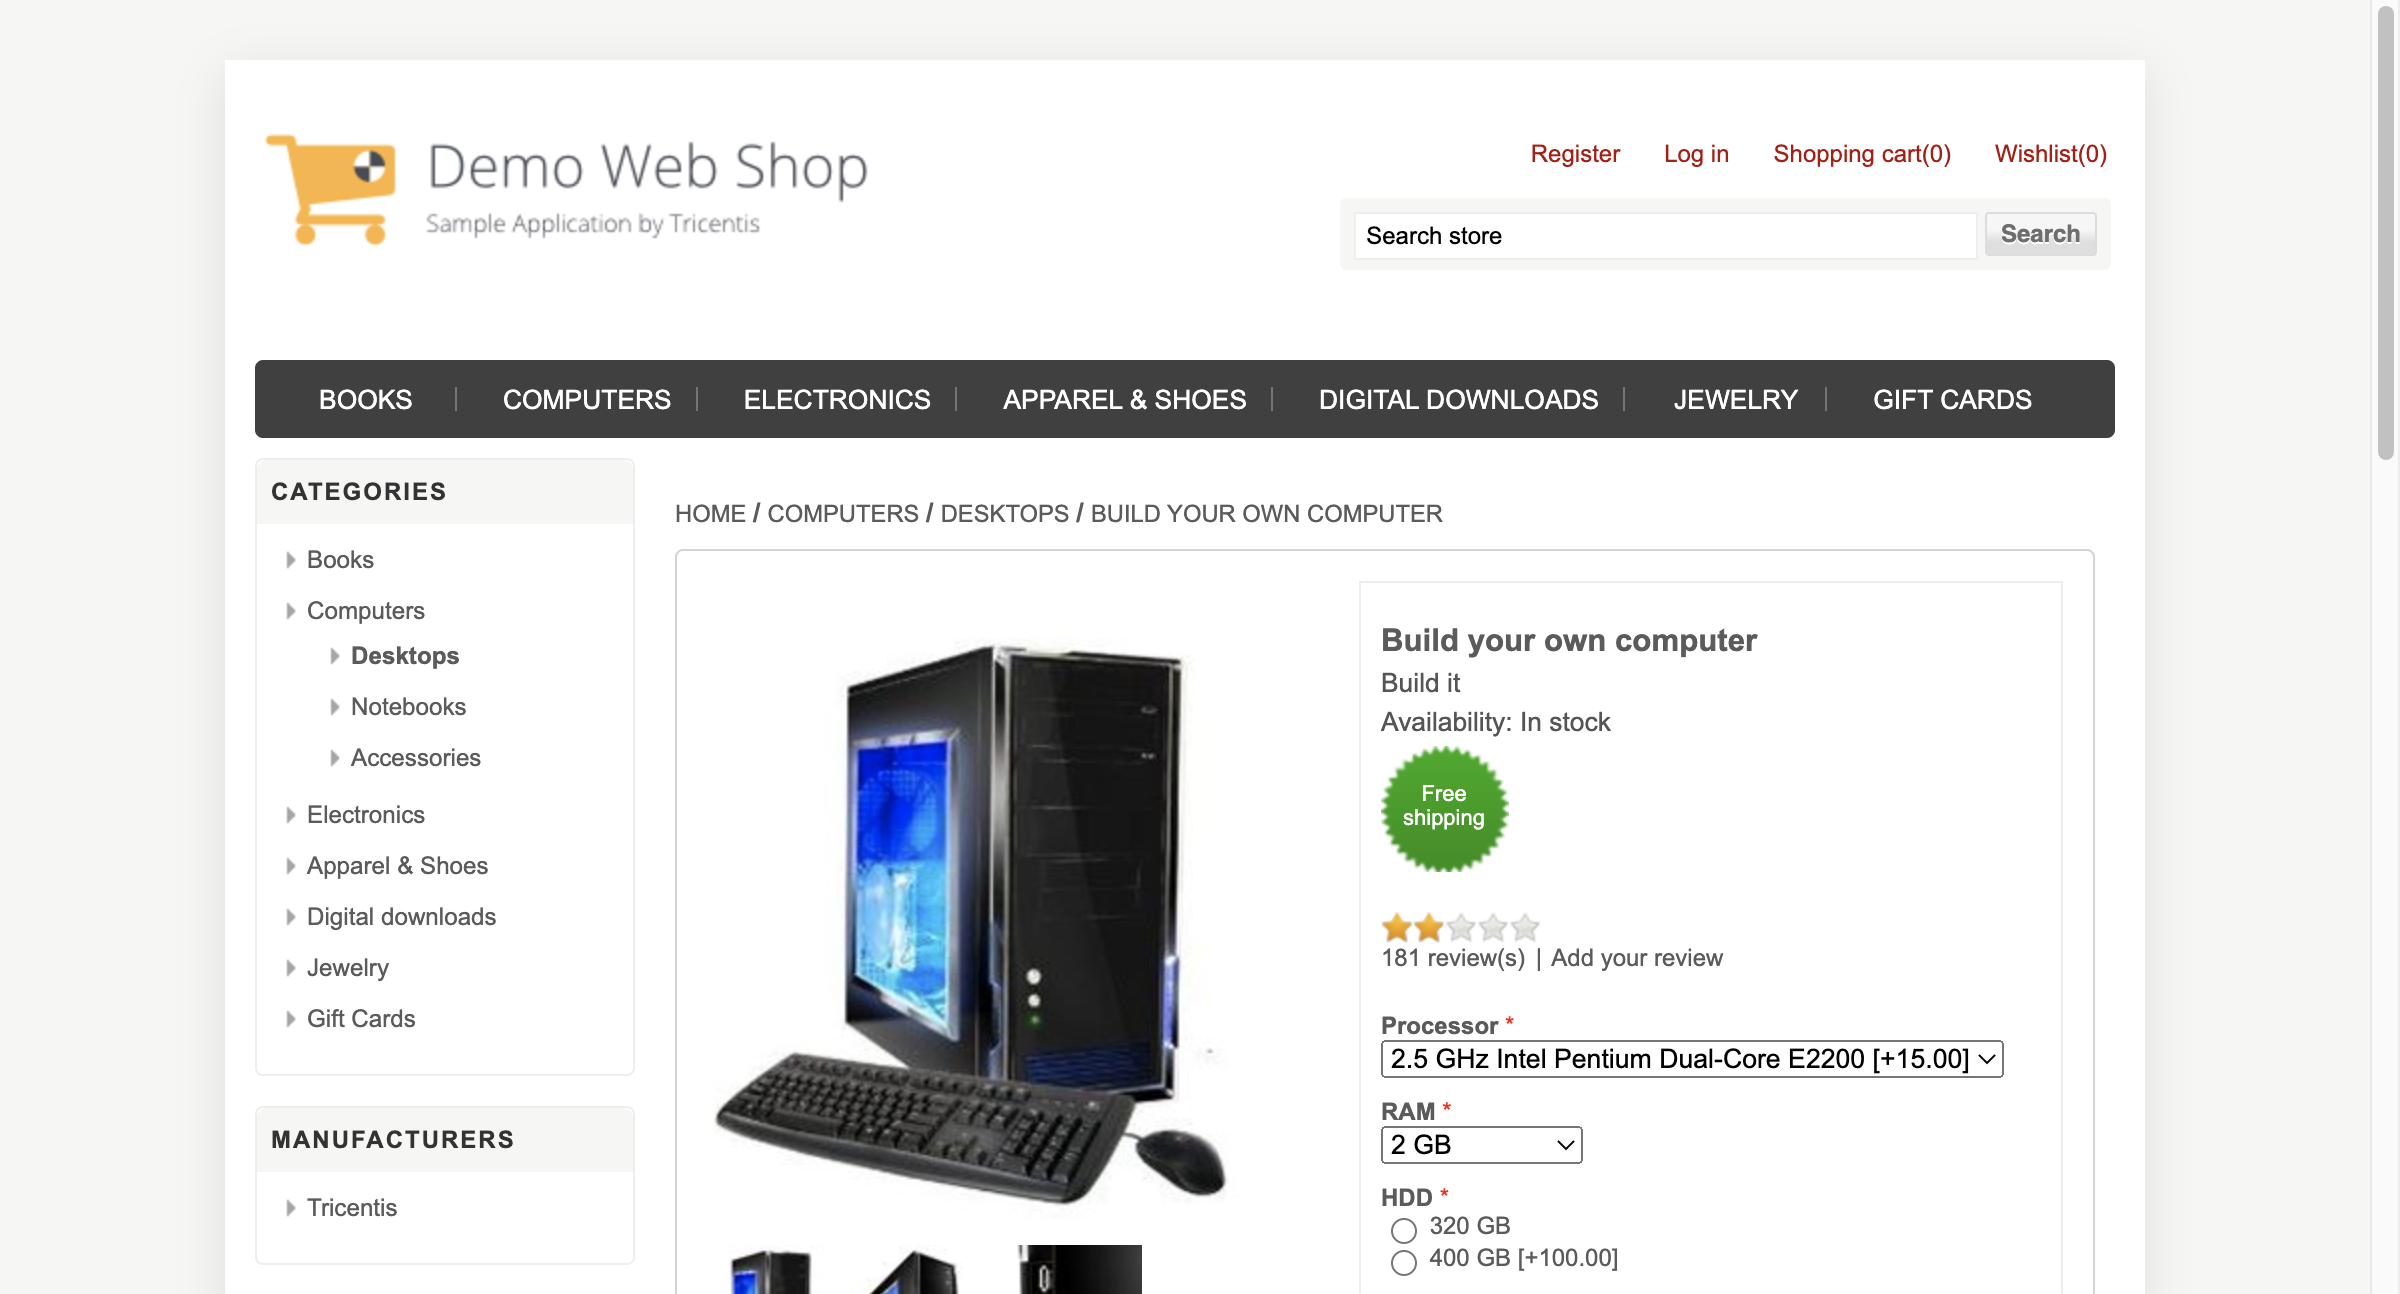 Demo Web Shop
Sample Application by Tricentis
Register
Log in
Shopping cart(0)
Wishlist(0)
Search store
Search
BOOKS
COMPUTERS
ELECTRONICS
APPAREL & SHOES
DIGITAL DOWNLOADS
JEWELRY
GIFT CARDS
CATEGORIES
Books
Computers
Desktops
Notebooks
Accessories
Electronics
Apparel & Shoes
Digital downloads
Jewelry
Gift Cards
MANUFACTURERS
Tricentis
HOME / COMPUTERS / DESKTOPS / BUILD YOUR OWN COMPUTER
Build your own computer
Build it
Availability: In stock
Free
shipping
181 review(s) | Add your review
Processor *
2.5 GHz Intel Pentium Dual-Core E2200 [+15.00]
RAM *
2 GB
HDD *
320 GB
400 GB [+100.00]